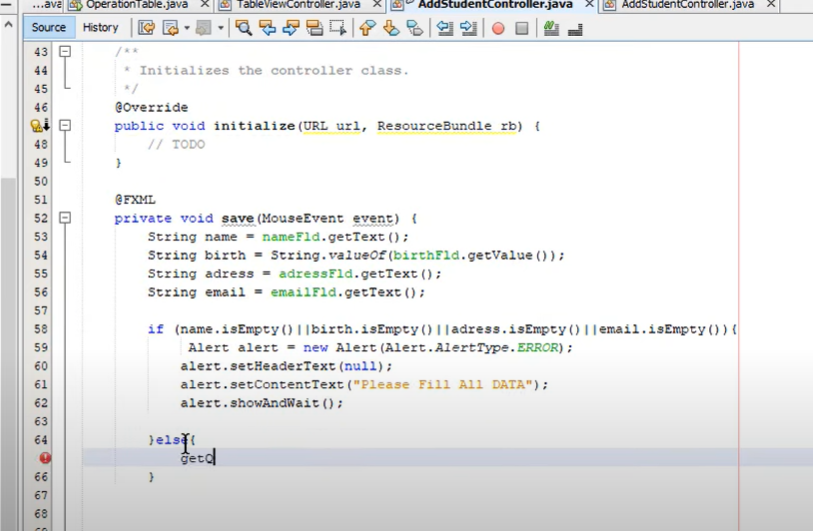 ...ava OperationTable.java TableViewController.java AddStudentController.java AddStudentController.java
Source History
43 /**
44 * Initializes the controller class.
45 */
46 @Override
public void initialize(URL url, ResourceBundle rb) {
48 // TODO
49 }
50
51 @FXML
52 private void save(MouseEvent event) {
53 String name = nameFld.getText();
54 String birth = String.valueOf(birthFld.getValue());
55 String adress = adressFld.getText();
56 String email = emailFld.getText();
57
58 if (name.isEmpty()||birth.isEmpty()||adress.isEmpty()||email.isEmpty()){
59 Alert alert = new Alert(Alert.AlertType.ERROR);
60 alert.setHeaderText(null);
61 alert.setContentText("Please Fill All DATA");
62 alert.showAndWait();
63
64 }else{
getQ
66 }
67
68